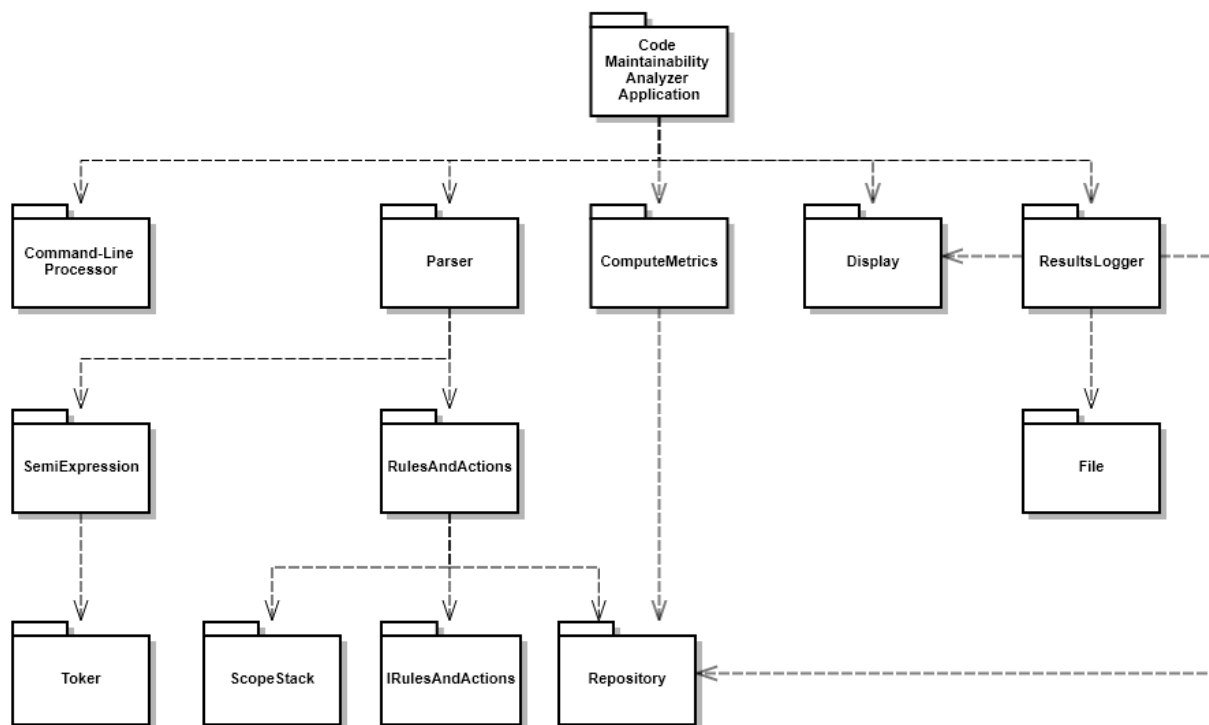 Code
Maintainability
Analyzer
Application
Command-Line
Processor
Parser
ComputeMetrics
Display
ResultsLogger
SemiExpression
RulesAndActions
File
Toker
ScopeStack
IRulesAndActions
Repository